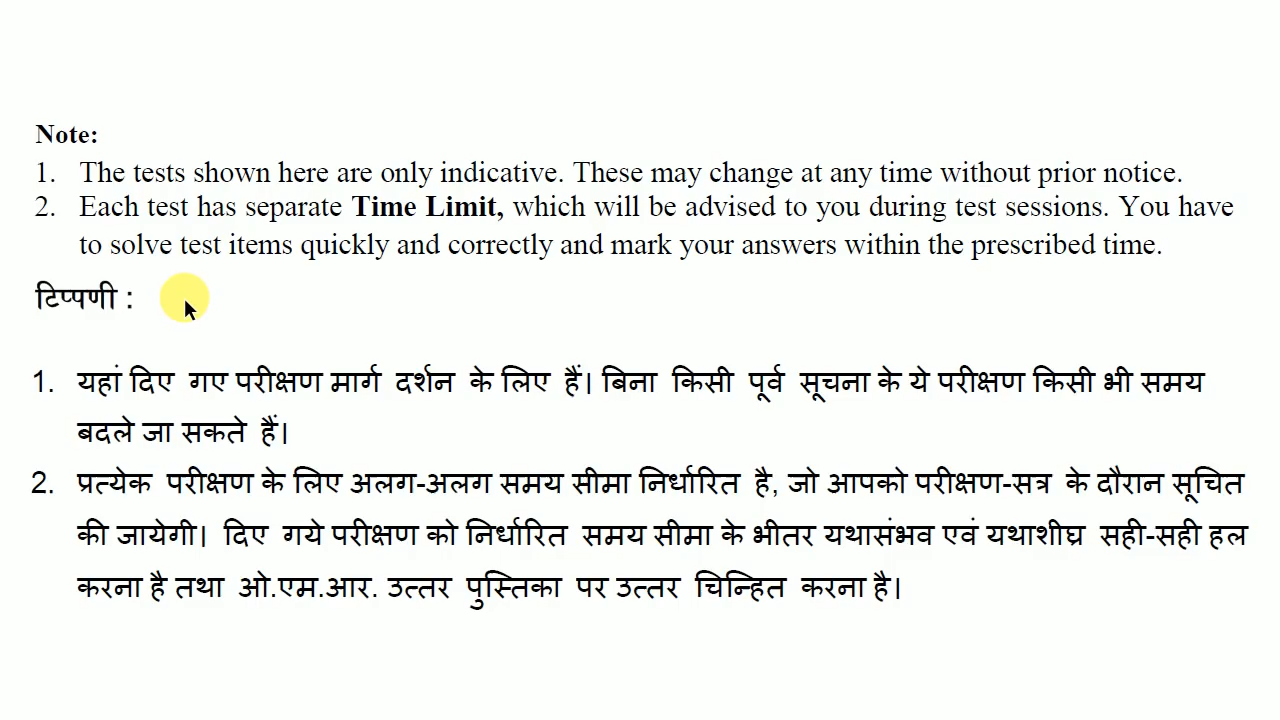 Note:
1. The tests shown here are only indicative. These may change at any time without prior notice.
2. Each test has separate Time Limit, which will be advised to you during test sessions. You have
to solve test items quickly and correctly and mark your answers within the prescribed time.
टिप्पणी :
1. यहां दिए गए परीक्षण मार्ग दर्शन के लिए हैं। बिना किसी पूर्व सूचना के ये परीक्षण किसी भी समय
बदले जा सकते हैं।
2. प्रत्येक परीक्षण के लिए अलग-अलग समय सीमा निर्धारित है, जो आपको परीक्षण-सत्र के दौरान सूचित
की जायेगी। दिए गये परीक्षण को निर्धारित समय सीमा के भीतर यथासंभव एवं यथाशीघ्र सही-सही हल
करना है तथा ओ.एम.आर. उत्तर पुस्तिका पर उत्तर चिन्हित करना है।